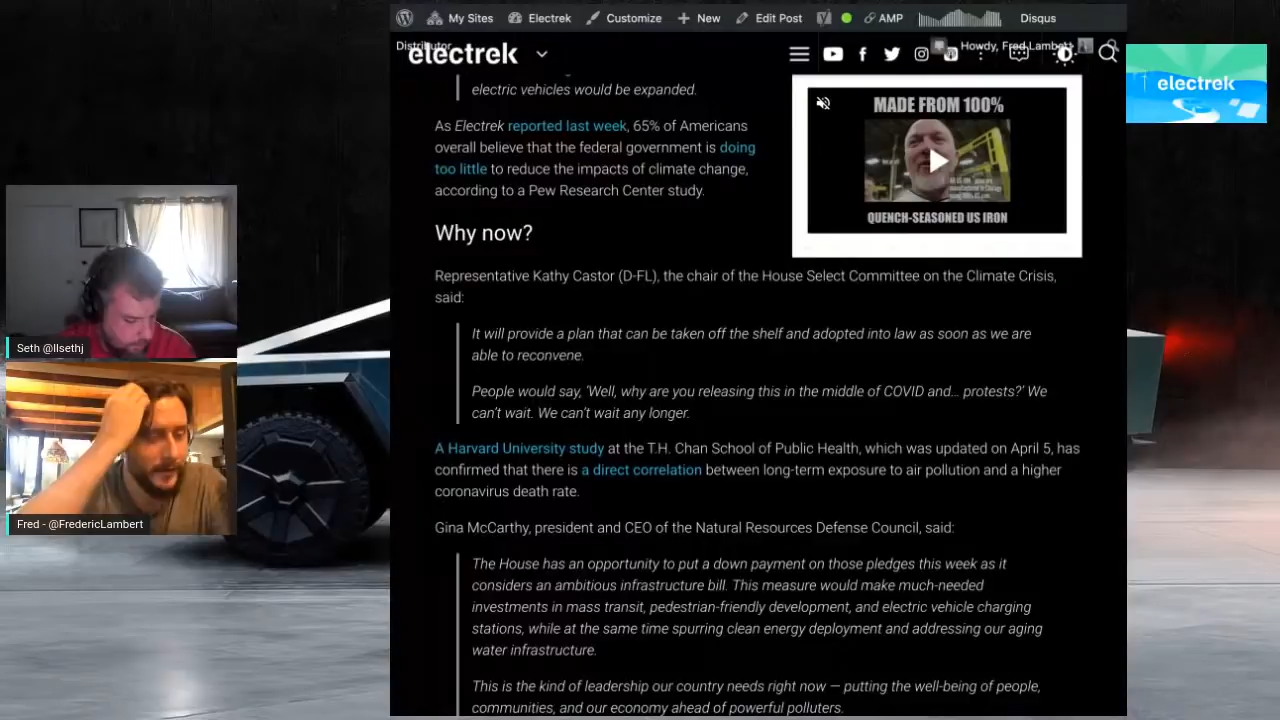 My Sites Electrek Customize New Edit Post AMP Disqus
Distributor
electrek
Howdy, Fred Lambert
electrek
electric vehicles would be expanded.
As Electrek reported last week, 65% of Americans
overall believe that the federal government is doing
too little to reduce the impacts of climate change,
according to a Pew Research Center study.
MADE FROM 100%
QUENCH-SEASONED US IRON
Why now?
Representative Kathy Castor (D-FL), the chair of the House Select Committee on the Climate Crisis,
said:
It will provide a plan that can be taken off the shelf and adopted into law as soon as we are
able to reconvene.
People would say, ‘Well, why are you releasing this in the middle of COVID and… protests?’ We
can’t wait. We can’t wait any longer.
A Harvard University study at the T.H. Chan School of Public Health, which was updated on April 5, has
confirmed that there is a direct correlation between long-term exposure to air pollution and a higher
coronavirus death rate.
Gina McCarthy, president and CEO of the Natural Resources Defense Council, said:
The House has an opportunity to put a down payment on those pledges this week as it
considers an ambitious infrastructure bill. This measure would make much-needed
investments in mass transit, pedestrian-friendly development, and electric vehicle charging
stations, while at the same time spurring clean energy deployment and addressing our aging
water infrastructure.
This is the kind of leadership our country needs right now — putting the well-being of people,
communities, and our economy ahead of powerful polluters.
Seth @llsethj
Fred - @FredericLambert